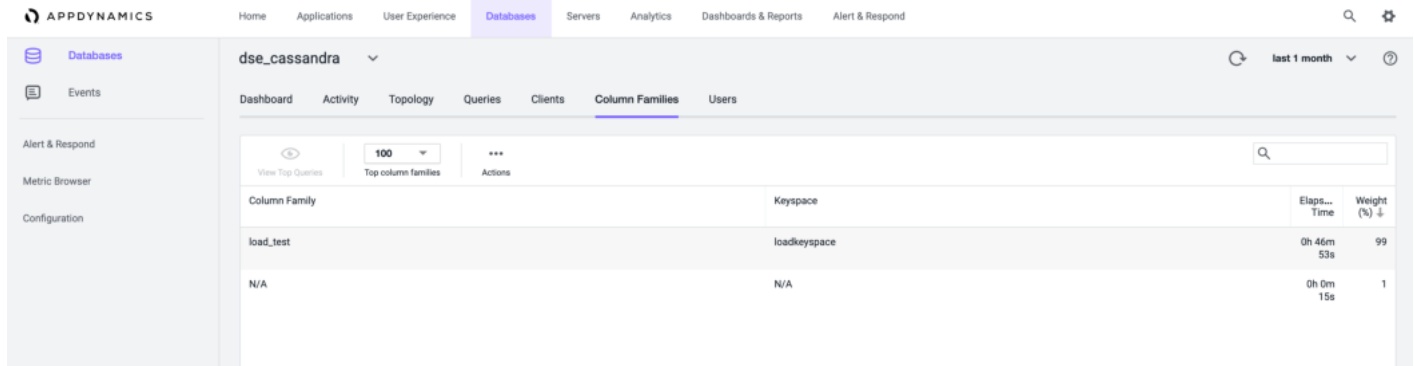 APPDYNAMICS
Home Applications User Experience Databases Servers Analytics Dashboards & Reports Alert & Respond
Databases
Events
Alert & Respond
Metric Browser
Configuration
dse_cassandra
last 1 month
Dashboard Activity Topology Queries Clients Column Families Users
View Top Queries
100
Top column families
Actions
Column Family Keyspace Elaps... Weight
Time (%)
load_test loadkeyspace 0h 46m 99
53s
N/A N/A 0h 0m 1
15s